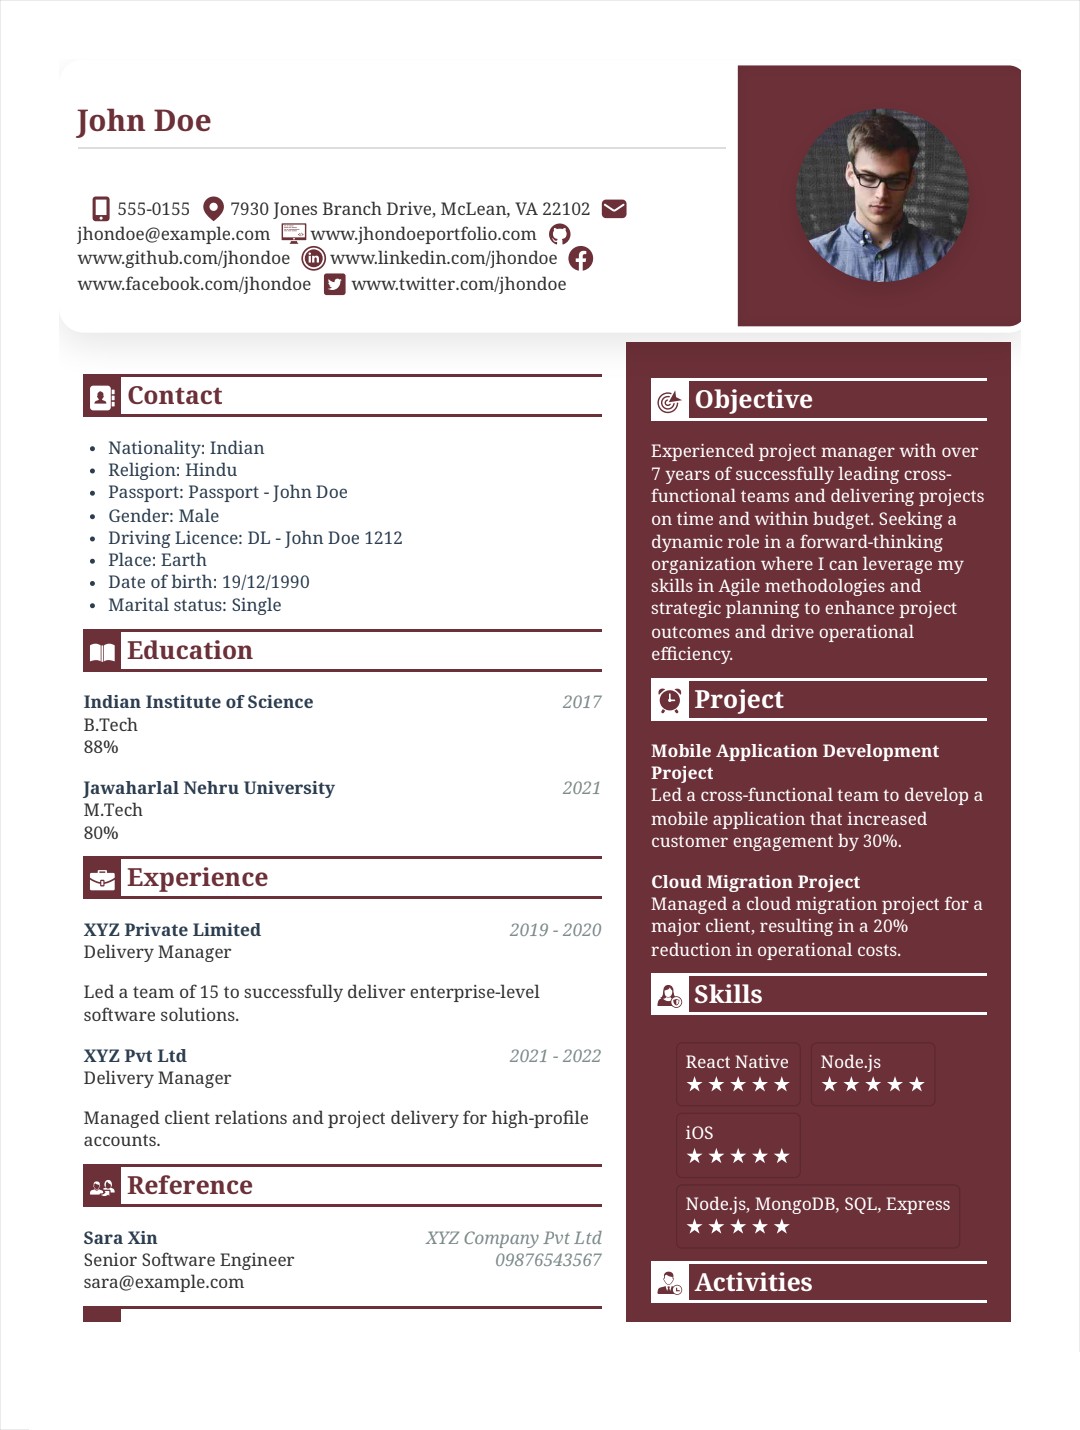 John Doe
555-0155 7930 Jones Branch Drive, McLean, VA 22102
jhondoe@example.com www.jhondoeportfolio.com
www.github.com/jhondoe www.linkedin.com/jhondoe
www.facebook.com/jhondoe www.twitter.com/jhondoe
Contact
• Nationality: Indian
• Religion: Hindu
• Passport: Passport - John Doe
• Gender: Male
• Driving Licence: DL - John Doe 1212
• Place: Earth
• Date of birth: 19/12/1990
• Marital status: Single
Education
Indian Institute of Science 2017
B.Tech
88%
Jawaharlal Nehru University 2021
M.Tech
80%
Experience
XYZ Private Limited 2019 - 2020
Delivery Manager
Led a team of 15 to successfully deliver enterprise-level
software solutions.
XYZ Pvt Ltd 2021 - 2022
Delivery Manager
Managed client relations and project delivery for high-profile
accounts.
Reference
Sara Xin XYZ Company Pvt Ltd
Senior Software Engineer 09876543567
sara@example.com
Objective
Experienced project manager with over
7 years of successfully leading cross-
functional teams and delivering projects
on time and within budget. Seeking a
dynamic role in a forward-thinking
organization where I can leverage my
skills in Agile methodologies and
strategic planning to enhance project
outcomes and drive operational
efficiency.
Project
Mobile Application Development
Project
Led a cross-functional team to develop a
mobile application that increased
customer engagement by 30%.
Cloud Migration Project
Managed a cloud migration project for a
major client, resulting in a 20%
reduction in operational costs.
Skills
React Native Node.js
★★★★★ ★★★★★
iOS
★★★★★
Node.js, MongoDB, SQL, Express
★★★★★
Activities